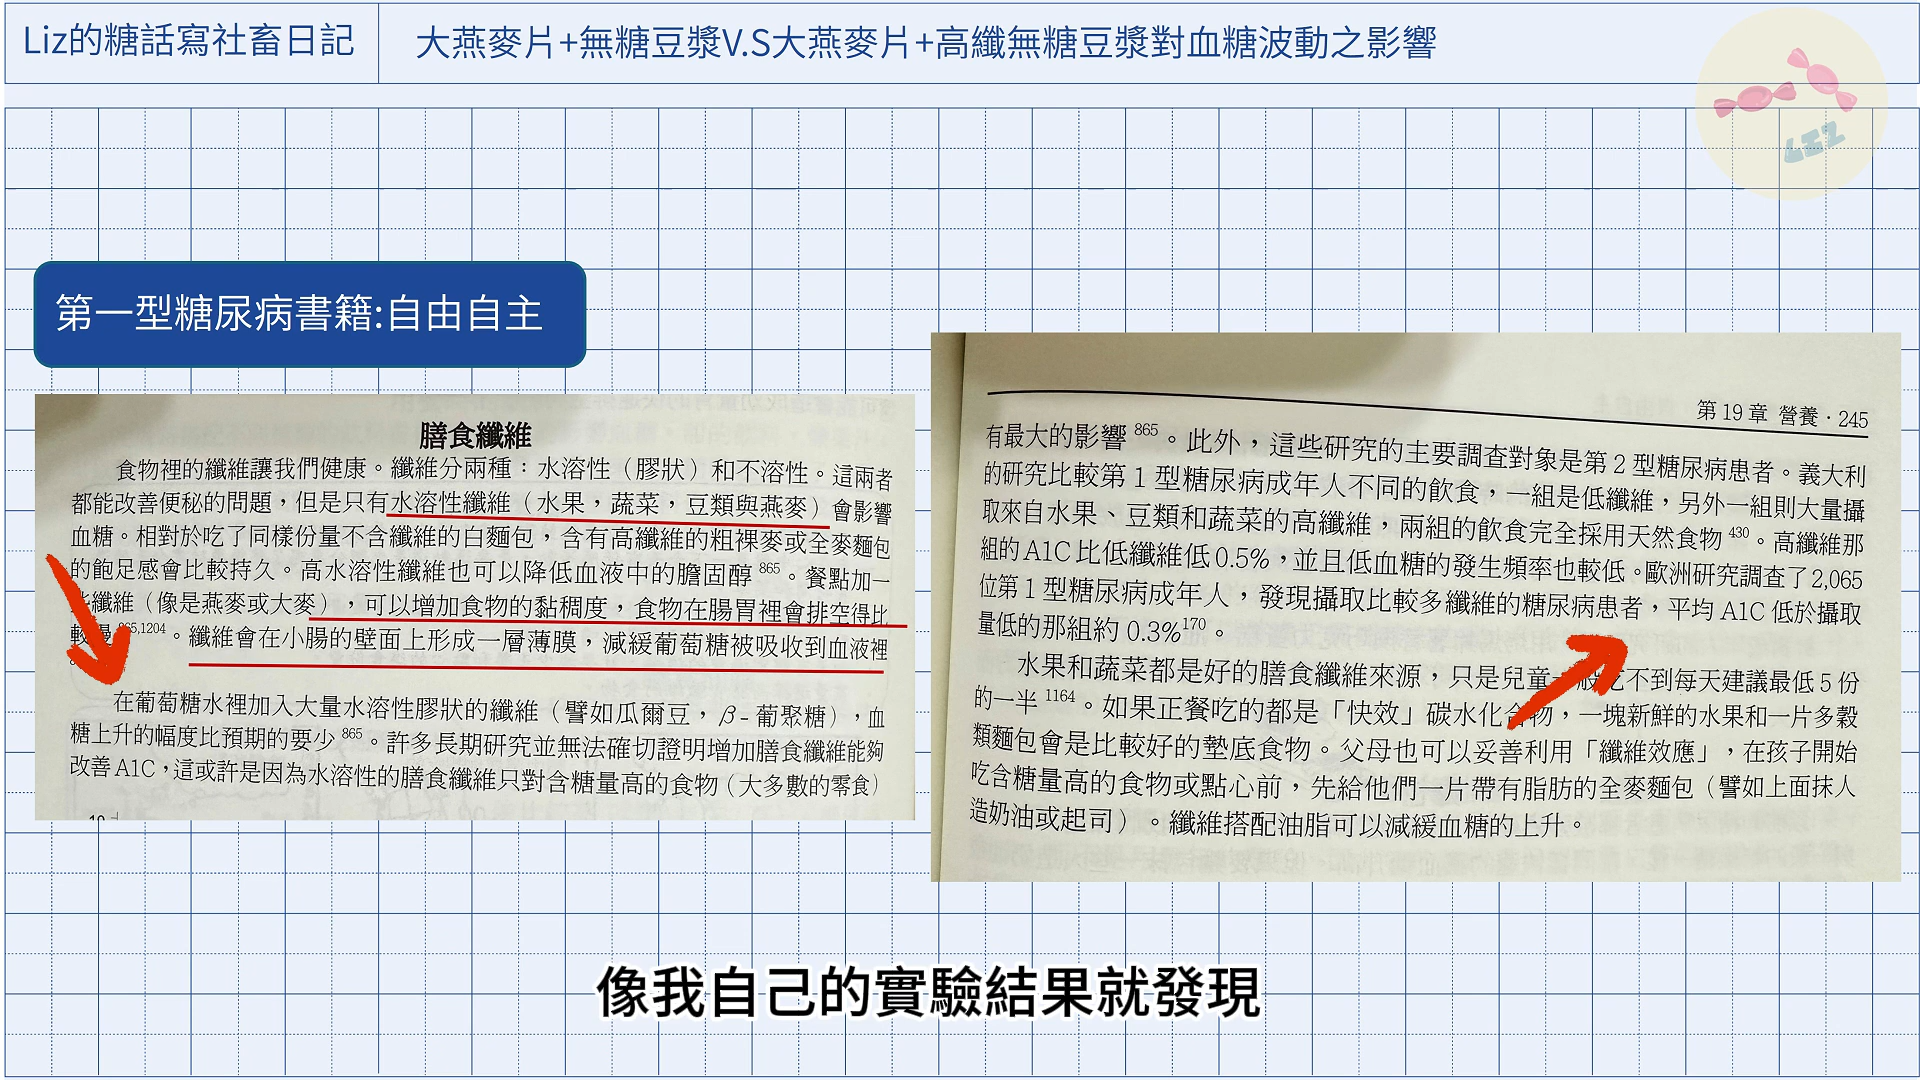 Liz的糖話寫社畜日記
大燕麥片+無糖豆漿V.S大燕麥片+高纖無糖豆漿對血糖波動之影響
LEZ
第一型糖尿病書籍:自由自主
膳食纖維
食物裡的纖維讓我們健康。纖維分兩種:水溶性(膠狀)和不溶性。這兩者
都能改善便秘的問題,但是只有水溶性纖維(水果,蔬菜,豆類與燕麥)會影響
血糖。相對於吃了同樣份量不含纖維的白麵包,含有高纖維的粗裸麥或全麥麵包
的飽足感會比較持久。高水溶性纖維也可以降低血液中的膽固醇 865。餐點加一
些纖維(像是燕麥或大麥),可以增加食物的黏稠度,食物在腸胃裡會排空得比
較慢 865,1204。纖維會在小腸的壁面上形成一層薄膜,減緩葡萄糖被吸收到血液裡
在葡萄糖水裡加入大量水溶性膠狀的纖維(譬如瓜爾豆,β-葡聚糖),血
糖上升的幅度比預期的要少 865。許多長期研究並無法確切證明增加膳食纖維能夠
改善A1C,這或許是因為水溶性的膳食纖維只對含糖量高的食物(大多數的零食)
第 19 章 營養·245
有最大的影響 865。此外,這些研究的主要調查對象是第 2 型糖尿病患者。義大利
的研究比較第 1 型糖尿病成年人不同的飲食,一組是低纖維,另外一組則大量攝
取來自水果、豆類和蔬菜的高纖維,兩組的飲食完全採用天然食物 430。高纖維那
組的 A1C 比低纖維低 0.5%,並且低血糖的發生頻率也較低。歐洲研究調查了2,065
位第 1 型糖尿病成年人,發現攝取比較多纖維的糖尿病患者,平均 A1C 低於攝取
量低的那組約 0.3%170。
水果和蔬菜都是好的膳食纖維來源,只是兒童一般吃不到每天建議最低 5 份
的一半 1164。如果正餐吃的都是「快效」碳水化合物,一塊新鮮的水果和一片多穀
類麵包會是比較好的墊底食物。父母也可以妥善利用「纖維效應」,在孩子開始
吃含糖量高的食物或點心前,先給他們一片帶有脂肪的全麥麵包(譬如上面抹人
造奶油或起司)。纖維搭配油脂可以減緩血糖的上升。
像我自己的實驗結果就發現